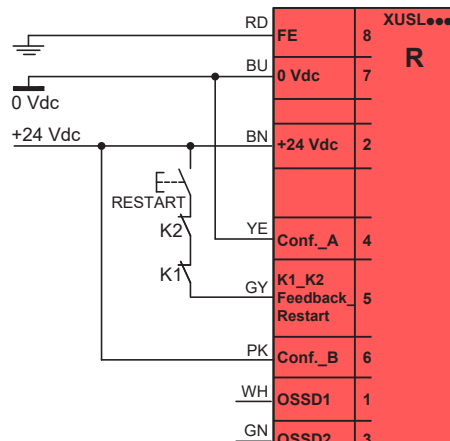 RD FE 8 XUSL●●●
R
BU 0 Vdc 7
0 Vdc
+24 Vdc BN +24 Vdc 2
RESTART
K2 YE Conf._A 4
K1 GY K1_K2
Feedback_ 5
Restart
PK Conf._B 6
WH OSSD1 1
GN OSSD2 3